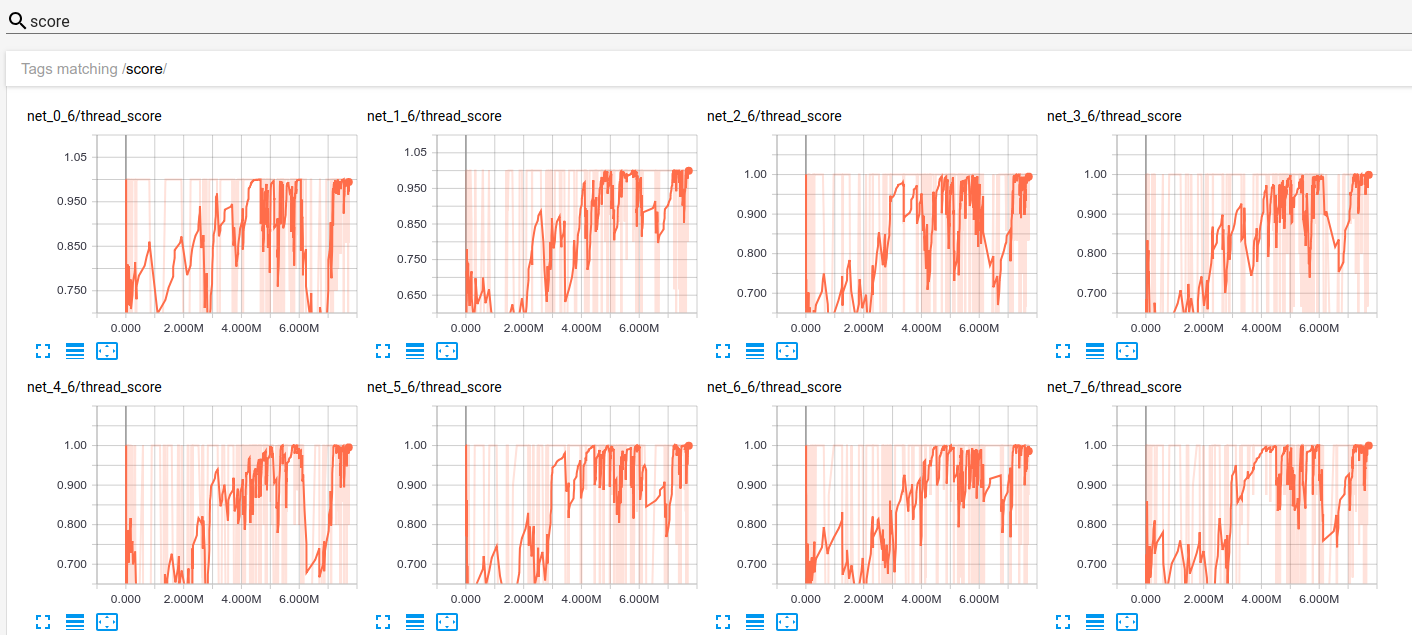 score
Tags matching /score/
net_0_6/thread_score
1.05
0.950
0.850
0.750
0.000 2.000M 4.000M 6.000M
net_1_6/thread_score
1.05
0.950
0.850
0.750
0.650
0.000 2.000M 4.000M 6.000M
net_2_6/thread_score
1.00
0.900
0.800
0.700
0.000 2.000M 4.000M 6.000M
net_3_6/thread_score
1.00
0.900
0.800
0.700
0.000 2.000M 4.000M 6.000M
net_4_6/thread_score
1.00
0.900
0.800
0.700
0.000 2.000M 4.000M 6.000M
net_5_6/thread_score
1.00
0.900
0.800
0.700
0.000 2.000M 4.000M 6.000M
net_6_6/thread_score
1.00
0.900
0.800
0.700
0.000 2.000M 4.000M 6.000M
net_7_6/thread_score
1.00
0.900
0.800
0.700
0.000 2.000M 4.000M 6.000M